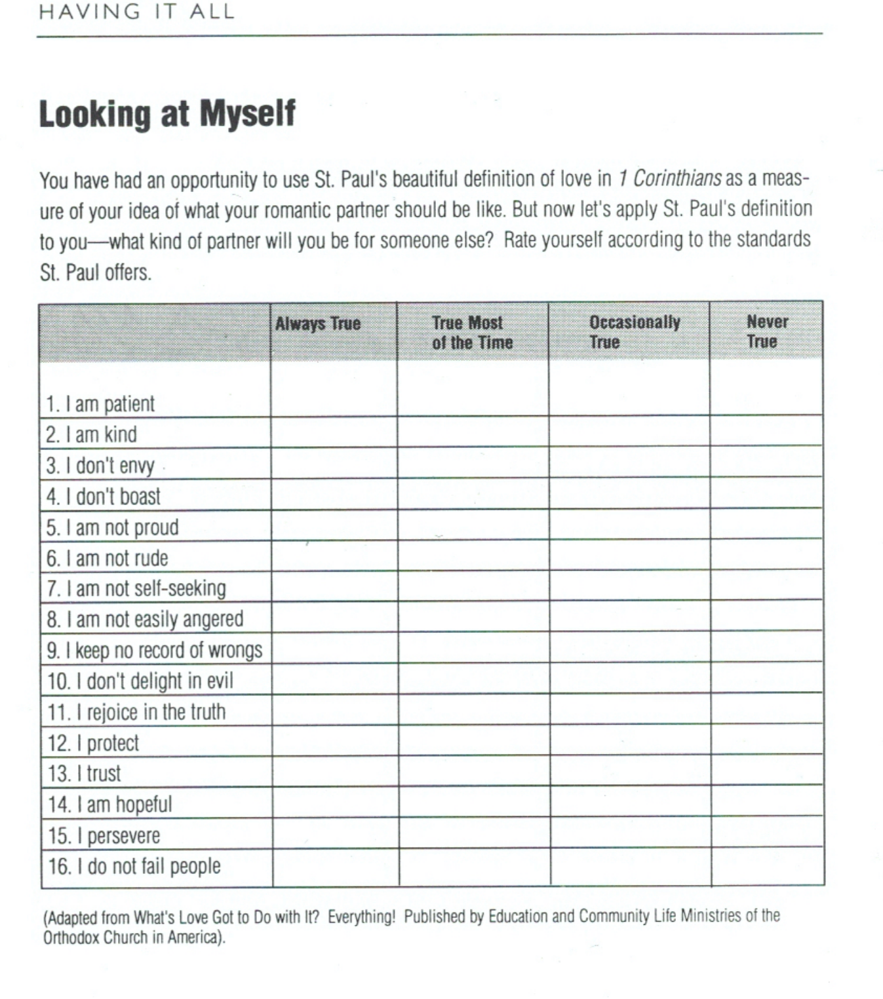 HAVING IT ALL
Looking at Myself
You have had an opportunity to use St. Paul's beautiful definition of love in 1 Corinthians as a meas-
ure of your idea of what your romantic partner should be like. But now let's apply St. Paul's definition
to you—what kind of partner will you be for someone else? Rate yourself according to the standards
St. Paul offers.
Always True True Most Occasionally Never
of the Time True True
1. I am patient
2. I am kind
3. I don't envy
4. I don't boast
5. I am not proud
6. I am not rude
7. I am not self-seeking
8. I am not easily angered
9. I keep no record of wrongs
10. I don't delight in evil
11. I rejoice in the truth
12. I protect
13. I trust
14. I am hopeful
15. I persevere
16. I do not fail people
(Adapted from What's Love Got to Do with It? Everything! Published by Education and Community Life Ministries of the
Orthodox Church in America).